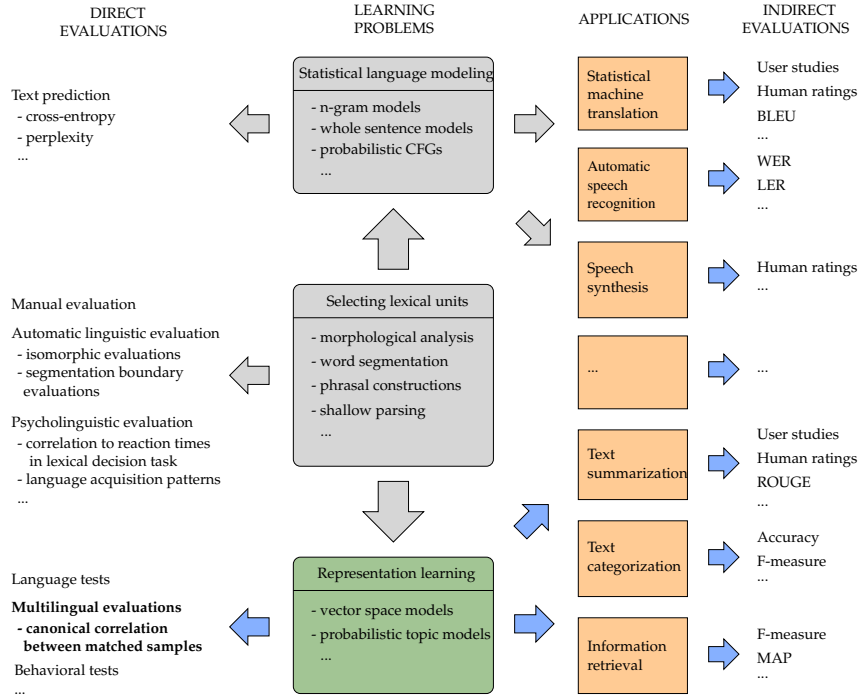 DIRECT
EVALUATIONS
Text prediction
- cross-entropy
- perplexity
...
Manual evaluation
Automatic linguistic evaluation
- isomorphic evaluations
- segmentation boundary
evaluations
Psycholinguistic evaluation
- correlation to reaction times
in lexical decision task
- language acquisition patterns
...
Language tests
Multilingual evaluations
- canonical correlation
between matched samples
Behavioral tests
...
LEARNING
PROBLEMS
Statistical language modeling
- n-gram models
- whole sentence models
- probabilistic CFGs
...
Selecting lexical units
- morphological analysis
- word segmentation
- phrasal constructions
- shallow parsing
...
Representation learning
- vector space models
- probabilistic topic models
...
APPLICATIONS
Statistical
machine
translation
Automatic
speech
recognition
Speech
synthesis
...
Text
summarization
Text
categorization
Information
retrieval
INDIRECT
EVALUATIONS
User studies
Human ratings
BLEU
...
WER
LER
...
Human ratings
...
...
User studies
Human ratings
ROUGE
...
Accuracy
F-measure
...
F-measure
MAP
...